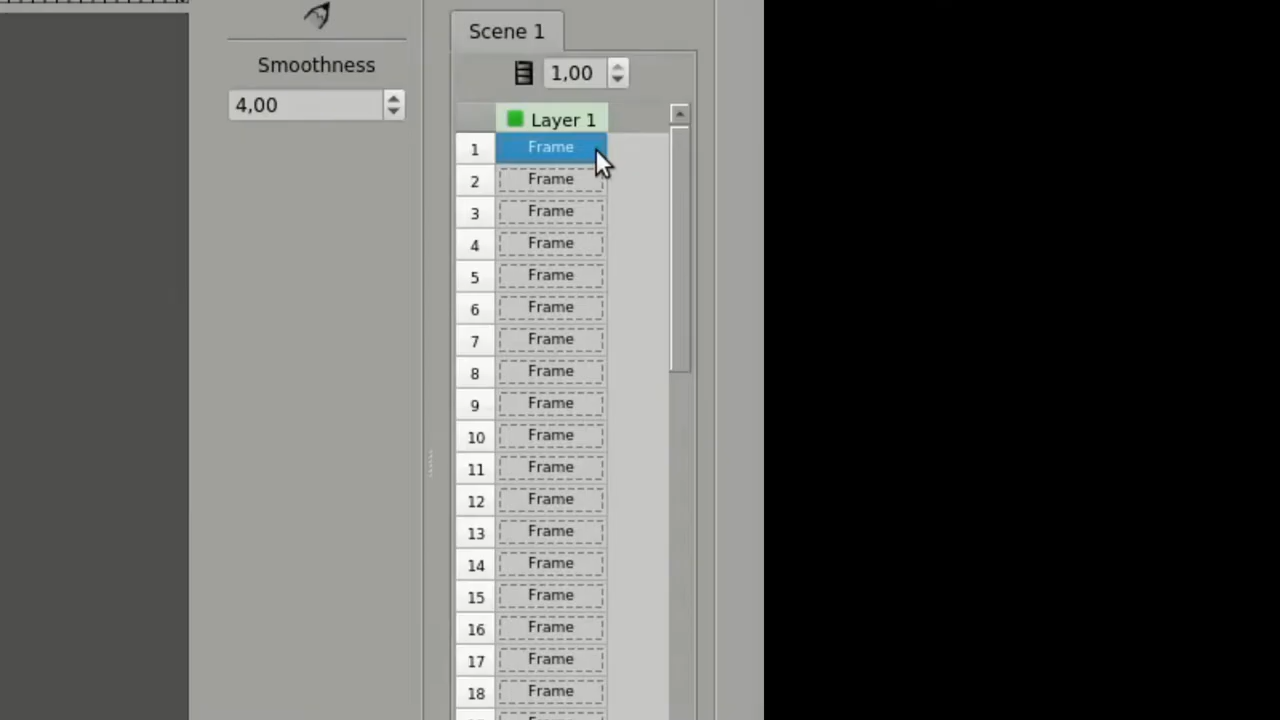 Smoothness
4,00
Scene 1
1,00
Layer 1
1 Frame
2 Frame
3 Frame
4 Frame
5 Frame
6 Frame
7 Frame
8 Frame
9 Frame
10 Frame
11 Frame
12 Frame
13 Frame
14 Frame
15 Frame
16 Frame
17 Frame
18 Frame